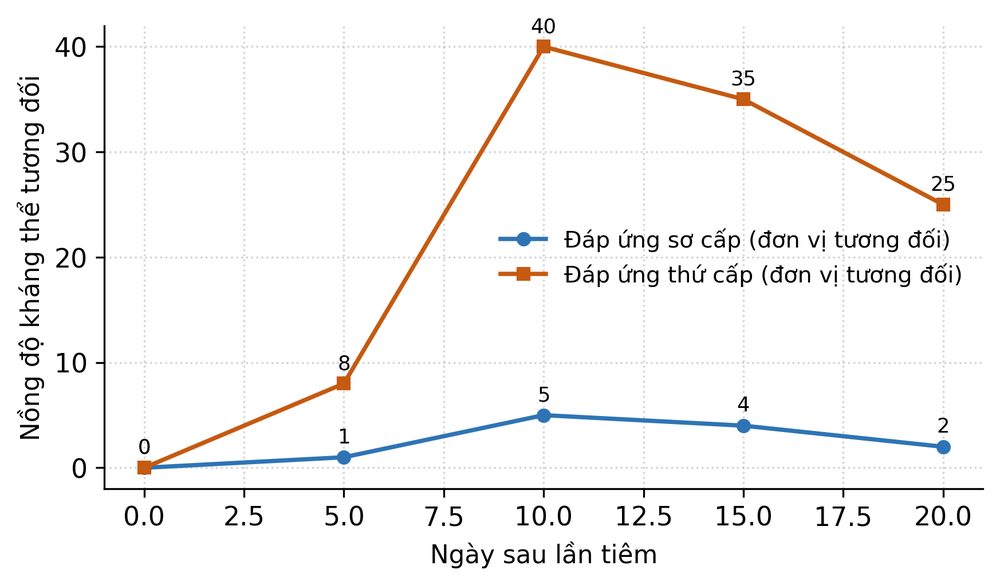 40
35
25
8
0
1
5
4
2
Đáp ứng sơ cấp (đơn vị tương đối)
Đáp ứng thứ cấp (đơn vị tương đối)
Nồng độ kháng thể tương đối
40
30
20
10
0
0.0 2.5 5.0 7.5 10.0 12.5 15.0 17.5 20.0
Ngày sau lần tiêm